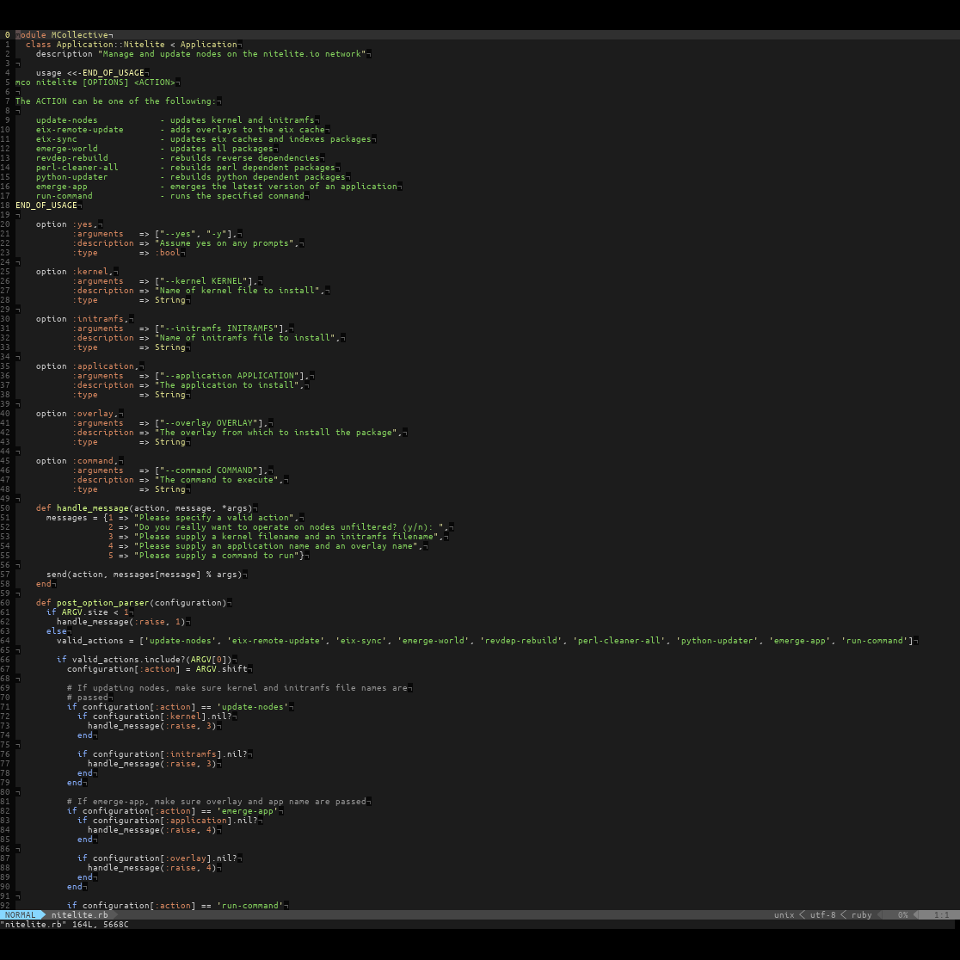 0 module MCollective¬
1   class Application::Nitelite < Application¬
2     description "Manage and update nodes on the nitelite.io network"¬
3 ¬
4     usage <<-END_OF_USAGE¬
5 mco nitelite [OPTIONS] <ACTION>¬
6 ¬
7 The ACTION can be one of the following:¬
8 ¬
9     update-nodes            - updates kernel and initramfs¬
10     eix-remote-update       - adds overlays to the eix cache¬
11     eix-sync                - updates eix caches and indexes packages¬
12     emerge-world            - updates all packages¬
13     revdep-rebuild          - rebuilds reverse dependencies¬
14     perl-cleaner-all        - rebuilds perl dependent packages¬
15     python-updater          - rebuilds python dependent packages¬
16     emerge-app              - emerges the latest version of an application¬
17     run-command             - runs the specified command¬
18 END_OF_USAGE¬
19 ¬
20     option :yes,¬
21            :arguments   => ["--yes", "-y"],¬
22            :description => "Assume yes on any prompts",¬
23            :type        => :bool¬
24 ¬
25     option :kernel,¬
26            :arguments   => ["--kernel KERNEL"],¬
27            :description => "Name of kernel file to install",¬
28            :type        => String¬
29 ¬
30     option :initramfs,¬
31            :arguments   => ["--initramfs INITRAMFS"],¬
32            :description => "Name of initramfs file to install",¬
33            :type        => String¬
34 ¬
35     option :application,¬
36            :arguments   => ["--application APPLICATION"],¬
37            :description => "The application to install",¬
38            :type        => String¬
39 ¬
40     option :overlay,¬
41            :arguments   => ["--overlay OVERLAY"],¬
42            :description => "The overlay from which to install the package",¬
43            :type        => String¬
44 ¬
45     option :command,¬
46            :arguments   => ["--command COMMAND"],¬
47            :description => "The command to execute",¬
48            :type        => String¬
49 ¬
50     def handle_message(action, message, *args)¬
51       messages = {1 => "Please specify a valid action",¬
52                   2 => "Do you really want to operate on nodes unfiltered? (y/n): ",¬
53                   3 => "Please supply a kernel filename and an initramfs filename",¬
54                   4 => "Please supply an application name and an overlay name",¬
55                   5 => "Please supply a command to run"}¬
56 ¬
57       send(action, messages[message] % args)¬
58     end¬
59 ¬
60     def post_option_parser(configuration)¬
61       if ARGV.size < 1¬
62         handle_message(:raise, 1)¬
63       else¬
64         valid_actions = ['update-nodes', 'eix-remote-update', 'eix-sync', 'emerge-world', 'revdep-rebuild', 'perl-cleaner-all', 'python-updater', 'emerge-app', 'run-command']¬
65 ¬
66         if valid_actions.include?(ARGV[0])¬
67           configuration[:action] = ARGV.shift¬
68 ¬
69           # If updating nodes, make sure kernel and initramfs file names are¬
70           # passed¬
71           if configuration[:action] == 'update-nodes'¬
72             if configuration[:kernel].nil?¬
73               handle_message(:raise, 3)¬
74             end¬
75 ¬
76             if configuration[:initramfs].nil?¬
77               handle_message(:raise, 3)¬
78             end¬
79           end¬
80 ¬
81           # If emerge-app, make sure overlay and app name are passed¬
82           if configuration[:action] == 'emerge-app'¬
83             if configuration[:application].nil?¬
84               handle_message(:raise, 4)¬
85             end¬
86 ¬
87             if configuration[:overlay].nil?¬
88               handle_message(:raise, 4)¬
89             end¬
90           end¬
91 ¬
92           if configuration[:action] == 'run-command'¬
NORMAL nitelite.rb unix < utf-8 < ruby 0% 1:1
"nitelite.rb" 164L, 5668C